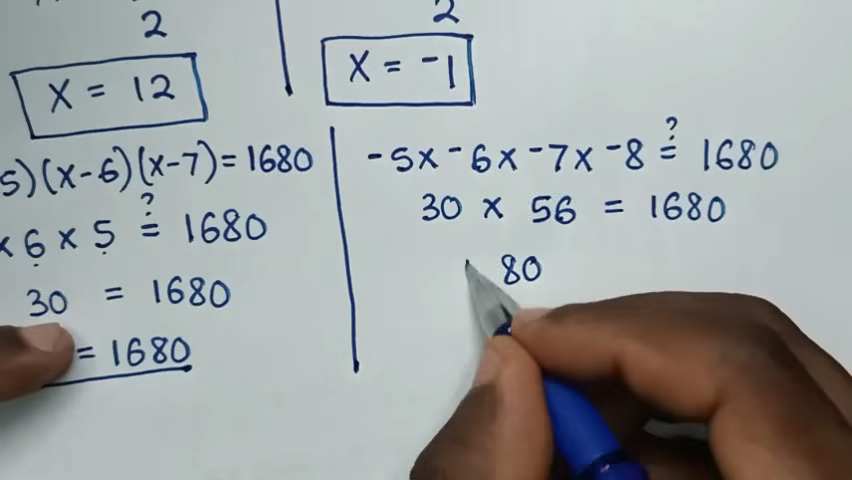 2
2
X = 12
X = -1
5)(x-6)(x-7)=1680
x 6 x 5 ?= 1680
30 = 1680
= 1680
-5x -6x -7x -8 ?= 1680
30 x 56 = 1680
80